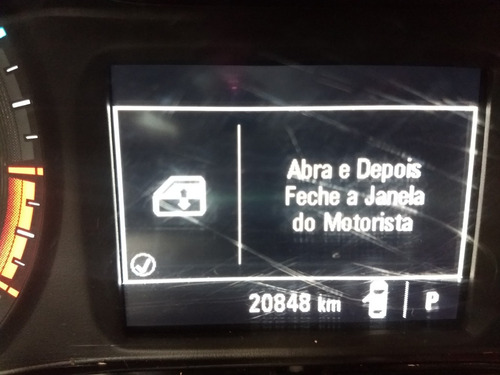 Abra e Depois
Feche a Janela
do Motorista
20848 km P